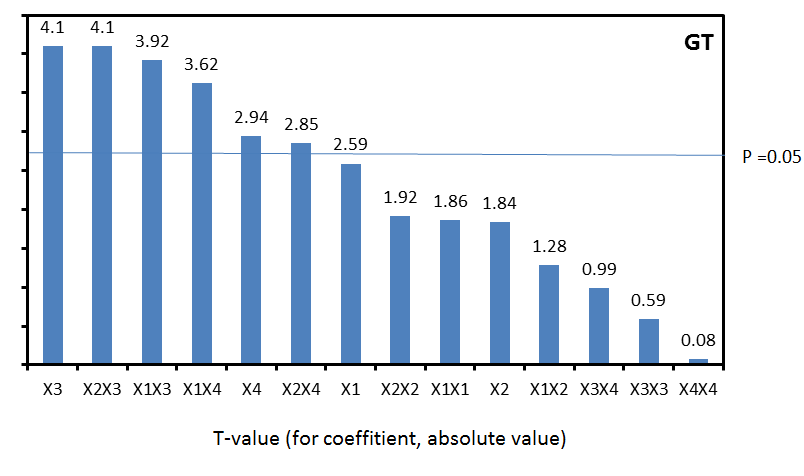 4.1 4.1 3.92 3.62 2.94 2.85 2.59 1.92 1.86 1.84 1.28 0.99 0.59 0.08
GT
P =0.05
X3 X2X3 X1X3 X1X4 X4 X2X4 X1 X2X2 X1X1 X2 X1X2 X3X4 X3X3 X4X4
T-value (for coeffitient, absolute value)